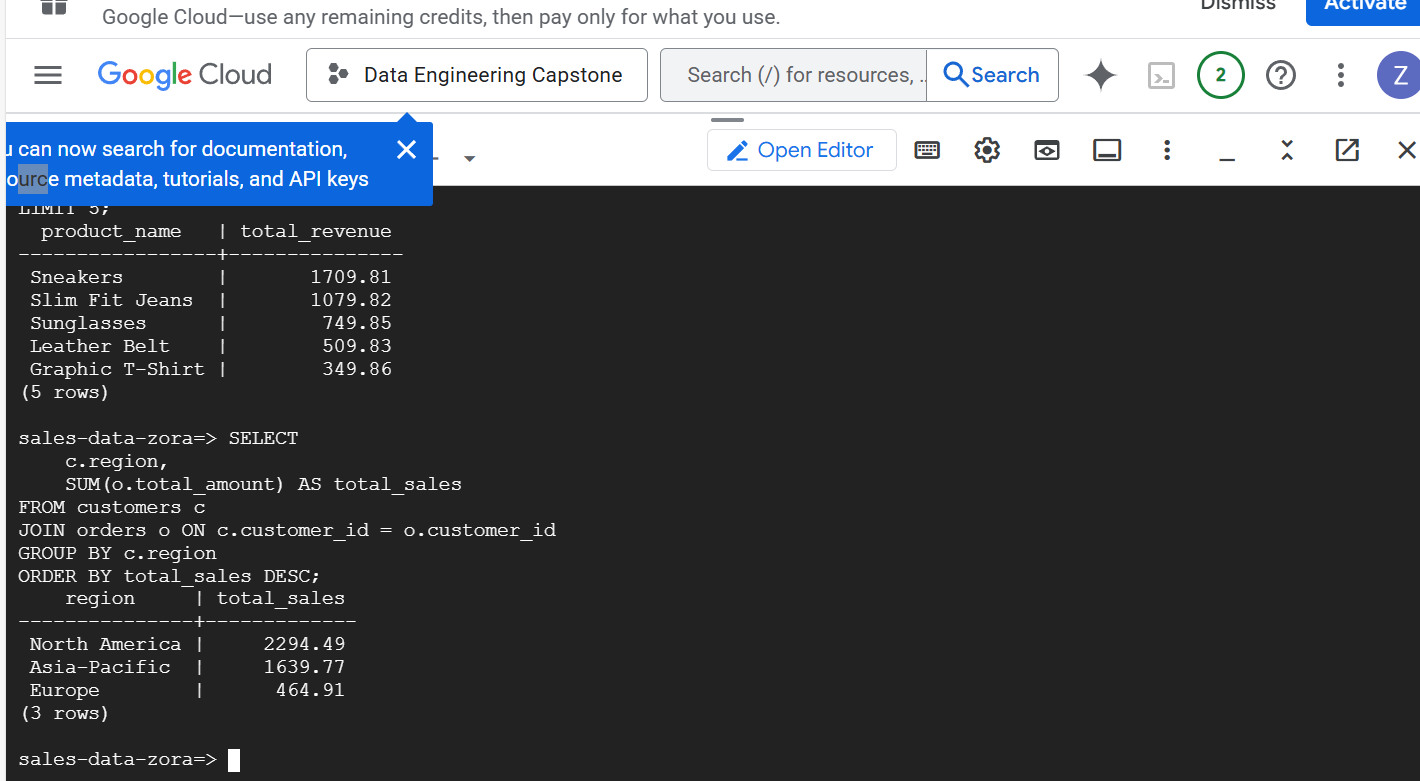 Google Cloud—use any remaining credits, then pay only for what you use.
Dismiss
Activate
Google Cloud
Data Engineering Capstone
Search (/) for resources, ..
Search
2
Z
u can now search for documentation,
ource metadata, tutorials, and API keys
Open Editor
LIMIT 5;
product_name | total_revenue
-----------------+---------------
Sneakers | 1709.81
Slim Fit Jeans | 1079.82
Sunglasses | 749.85
Leather Belt | 509.83
Graphic T-Shirt | 349.86
(5 rows)
sales-data-zora=> SELECT
c.region,
SUM(o.total_amount) AS total_sales
FROM customers c
JOIN orders o ON c.customer_id = o.customer_id
GROUP BY c.region
ORDER BY total_sales DESC;
region | total_sales
---------------+-------------
North America | 2294.49
Asia-Pacific | 1639.77
Europe | 464.91
(3 rows)
sales-data-zora=>